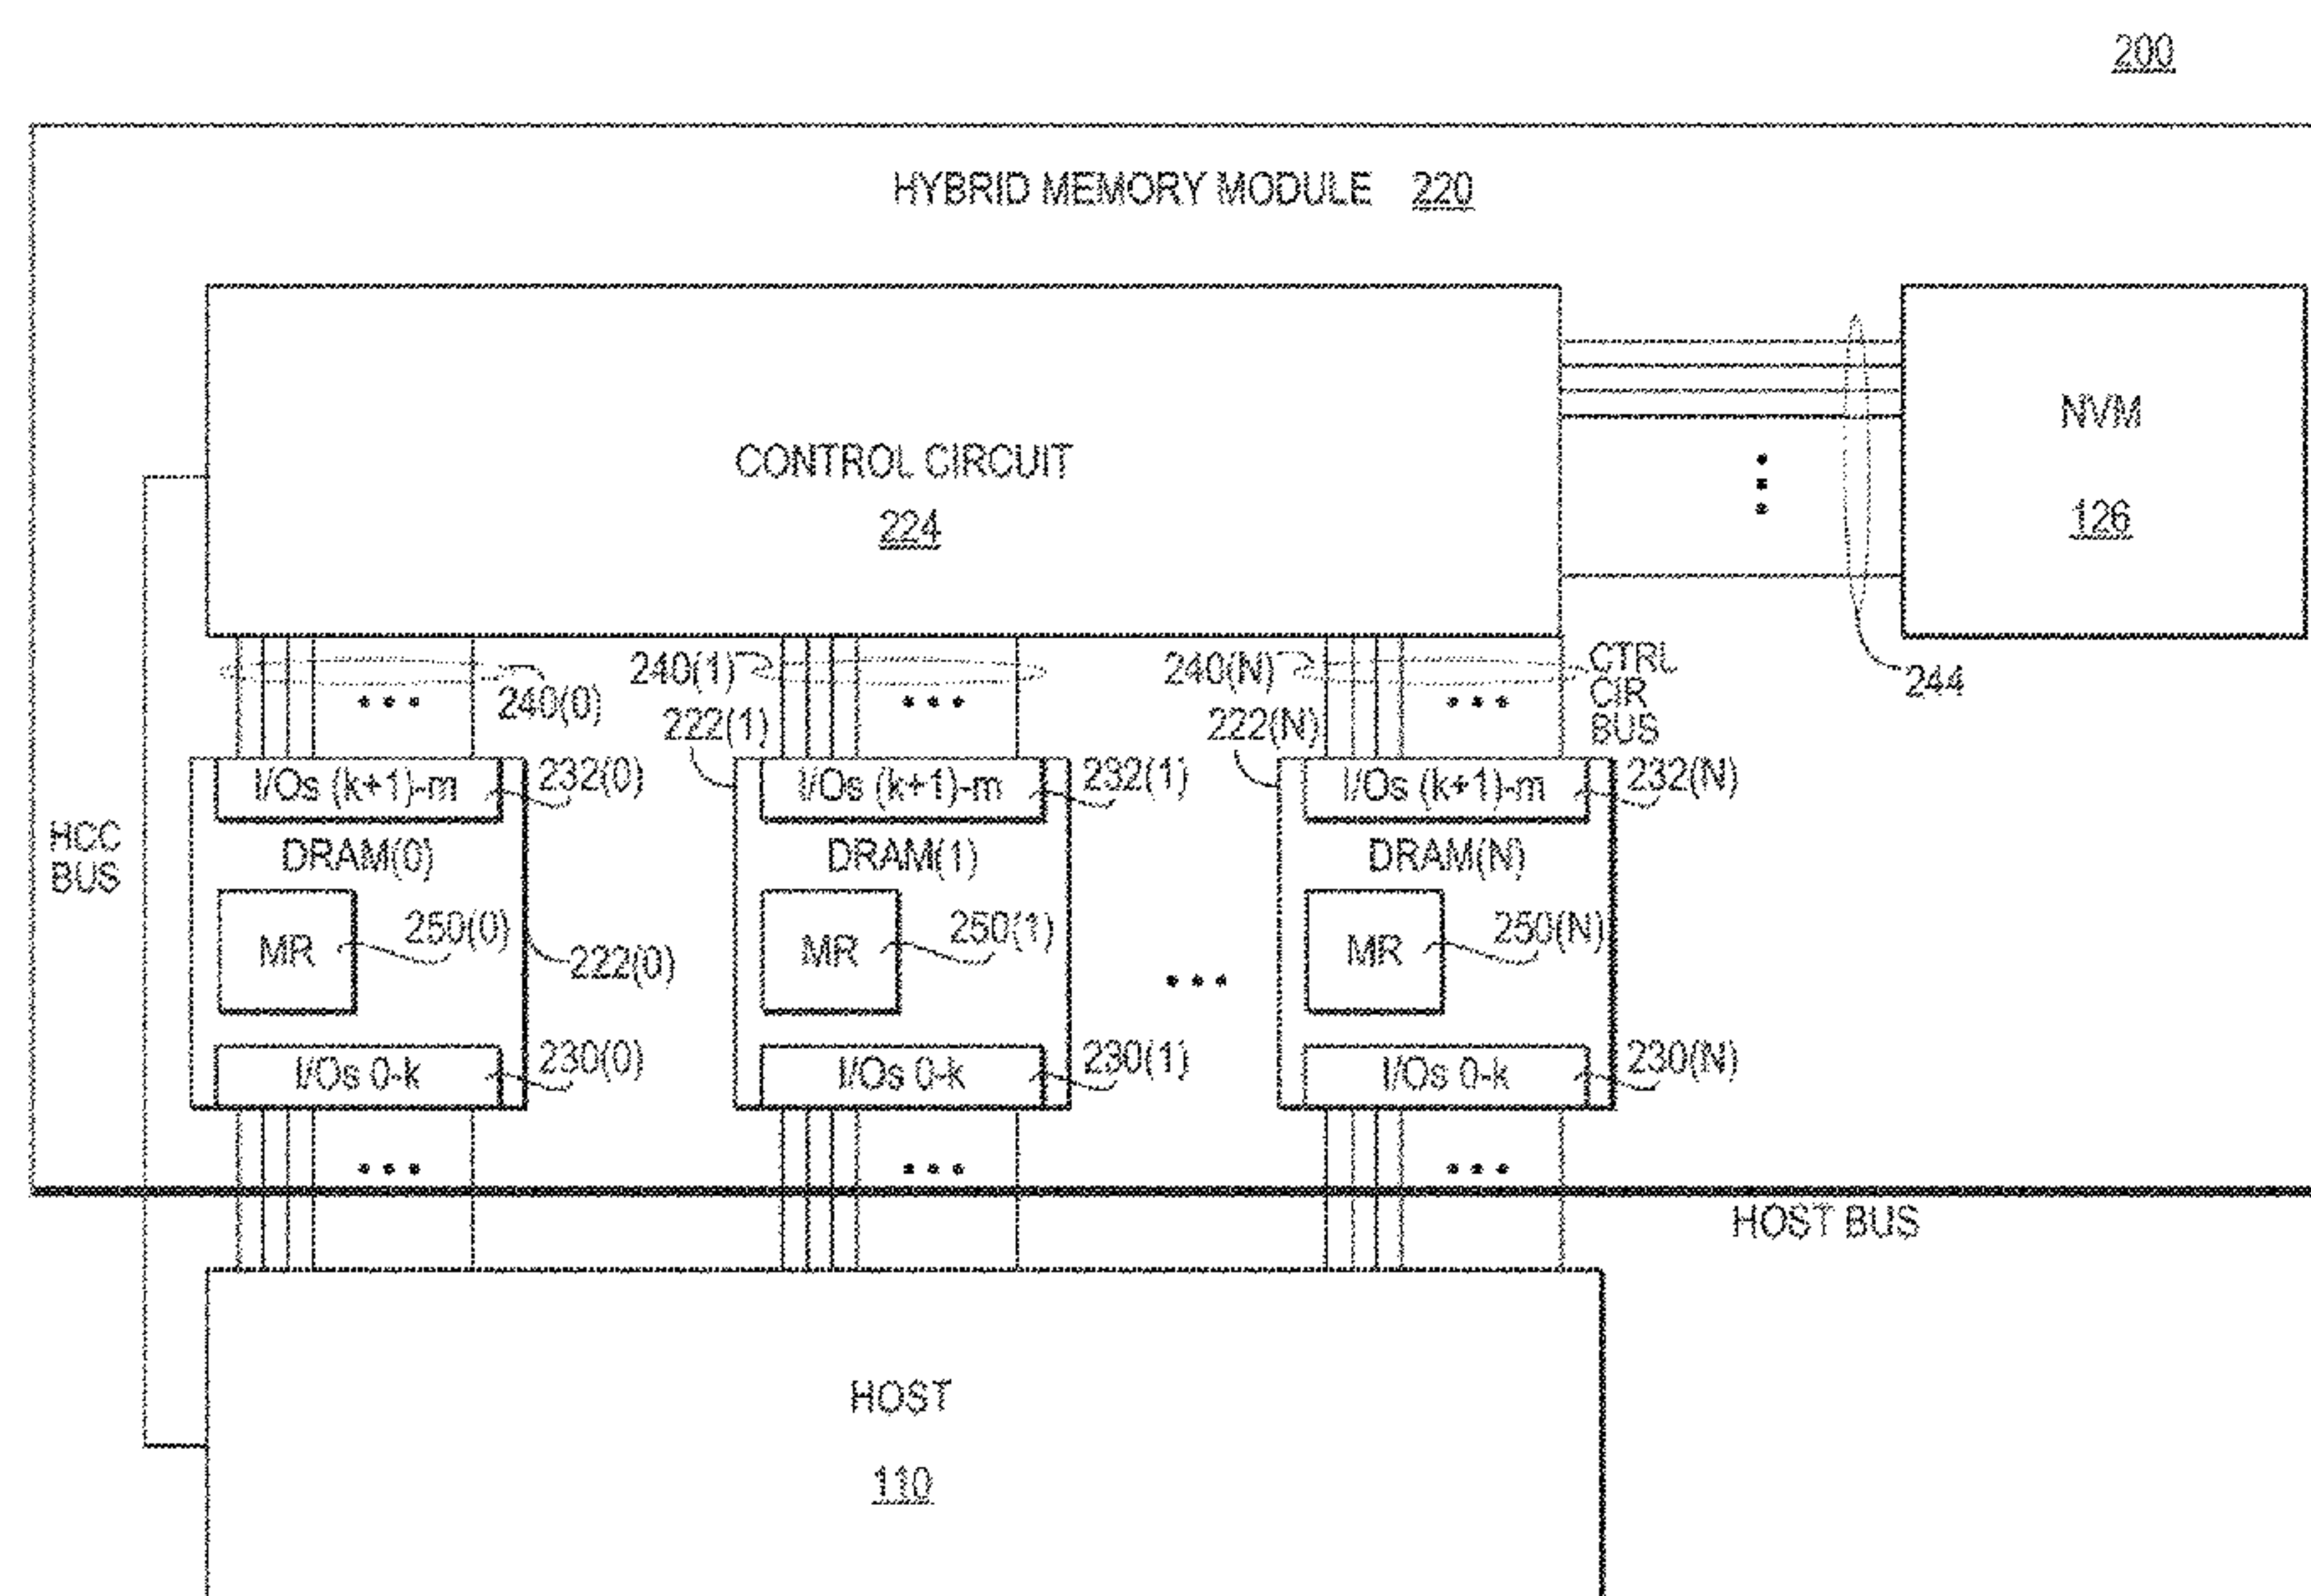 200
HYBRID MEMORY MODULE 220
CONTROL CIRCUIT
224
NVM
126
244
240(0)
240(1)
240(N)
CTRL
CIR
BUS
222(1)
222(N)
I/Os (k+1)-m
232(0)
I/Os (k+1)-m
232(1)
I/Os (k+1)-m
232(N)
HCC
BUS
DRAM(0)
DRAM(1)
DRAM(N)
MR
250(0)
222(0)
MR
250(1)
MR
250(N)
I/Os 0-k
230(0)
I/Os 0-k
230(1)
I/Os 0-k
230(N)
HOST BUS
HOST
110